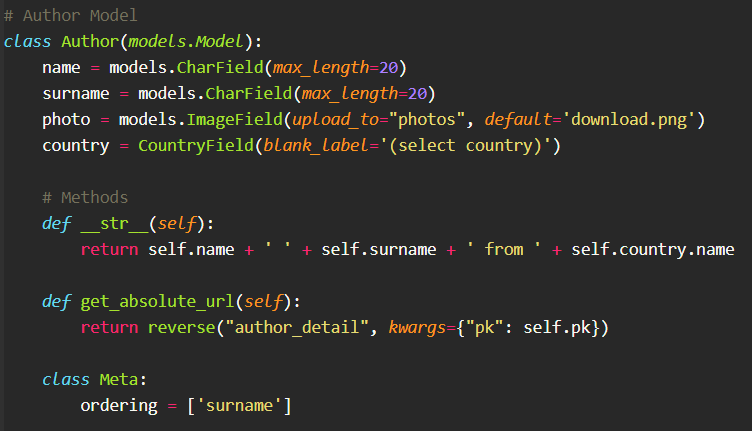 # Author Model
class Author(models.Model):
    name = models.CharField(max_length=20)
    surname = models.CharField(max_length=20)
    photo = models.ImageField(upload_to="photos", default='download.png')
    country = CountryField(blank_label='(select country)')

    # Methods
    def __str__(self):
        return self.name + ' ' + self.surname + ' from ' + self.country.name

    def get_absolute_url(self):
        return reverse("author_detail", kwargs={"pk": self.pk})

    class Meta:
        ordering = ['surname']